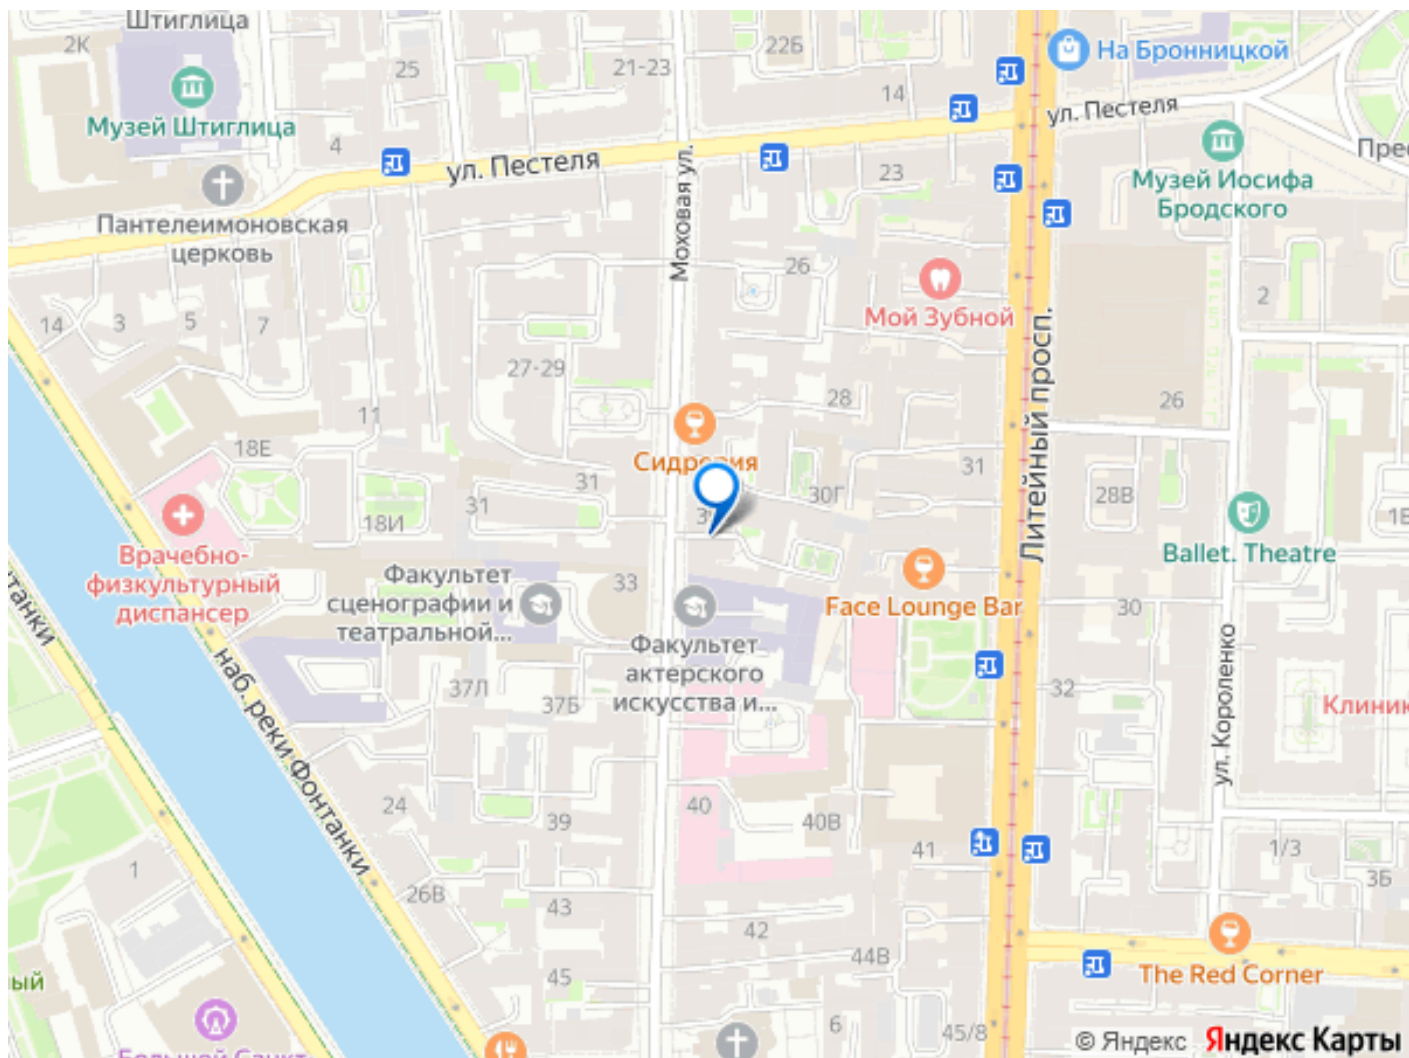 Штиглица
2К
25
21-23
22Б
На Бронницкой
14
ул. Пестеля
Музей Штиглица
4
ул. Пестеля
Моховая ул.
23
Музей Иосифа
Бродского
Пантелеимоновская
церковь
26
2
Мой Зубной
14
3
5
7
27-29
Литейный просп.
11
28
26
18Е
Сидрерия
31
31
31
30Г
28В
18И
Врачебно-
физкультурный
диспансер
Факультет
сценографии и
театральной...
33
Face Lounge Bar
Ballet. Theatre
30
Факультет
актерского
искусства и...
наб. реки Фонтанки
37Л
37Б
32
ул. Короленко
24
39
40
40В
41
1/3
3Б
1
26В
43
42
44В
45
The Red Corner
6
45/8
© Яндекс
Яндекс Карты